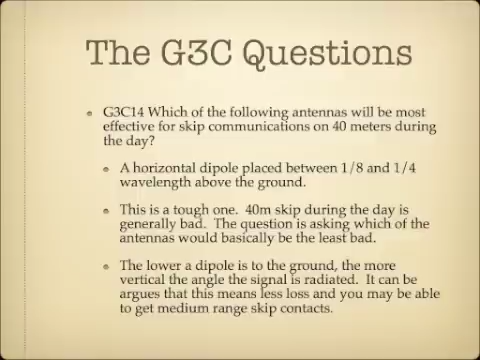 The G3C Questions
G3C14 Which of the following antennas will be most
effective for skip communications on 40 meters during
the day?
A horizontal dipole placed between 1/8 and 1/4
wavelength above the ground.
This is a tough one.  40m skip during the day is
generally bad.  The question is asking which of the
antennas would basically be the least bad.
The lower a dipole is to the ground, the more
vertical the angle the signal is radiated.  It can be
argues that this means less loss and you may be able
to get medium range skip contacts.